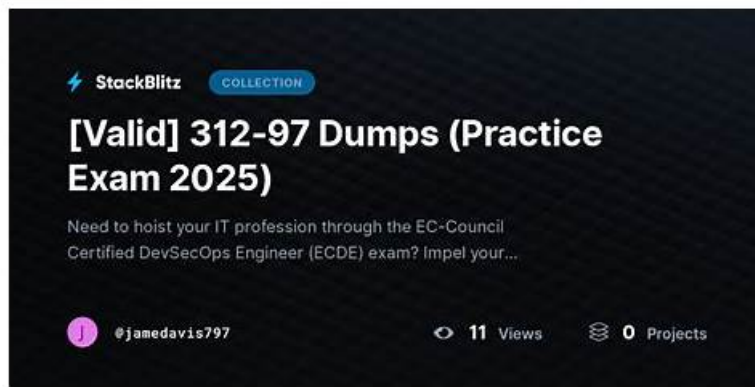 StackBlitz COLLECTION
[Valid] 312-97 Dumps (Practice
Exam 2025)
Need to hoist your IT profession through the EC-Council
Certified DevSecOps Engineer (ECDE) exam? Impel your...
J @jamedavis797 11 Views 0 Projects